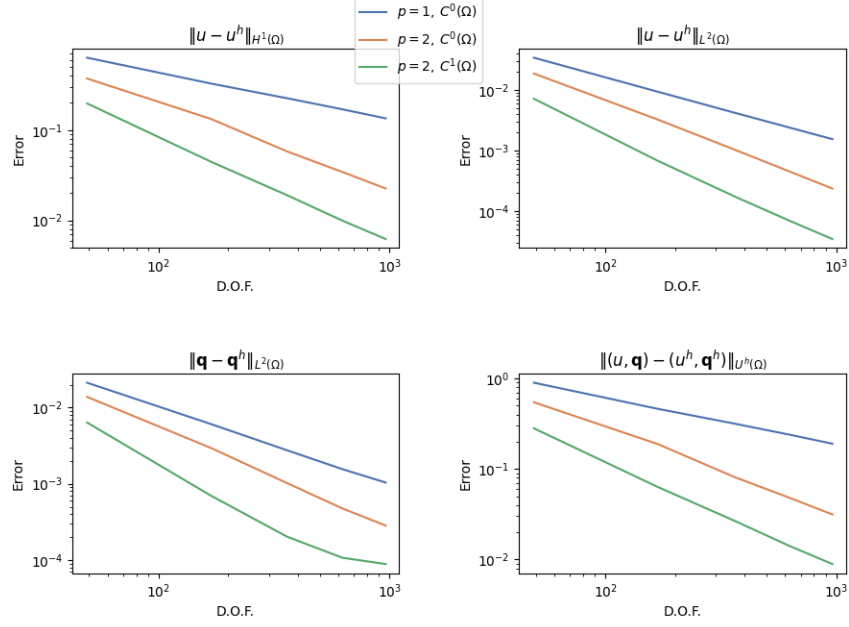 p = 1, C⁰(Ω)
p = 2, C⁰(Ω)
p = 2, C¹(Ω)
‖u − uʰ‖_{H¹(Ω)}
10⁻¹
10⁻²
Error
10²
10³
D.O.F.
‖u − uʰ‖_{L²(Ω)}
10⁻²
10⁻³
10⁻⁴
Error
10²
10³
D.O.F.
‖q − qʰ‖_{L²(Ω)}
10⁻²
10⁻³
10⁻⁴
Error
10²
10³
D.O.F.
‖(u, q) − (uʰ, qʰ)‖_{Uʰ(Ω)}
10⁰
10⁻¹
10⁻²
Error
10²
10³
D.O.F.